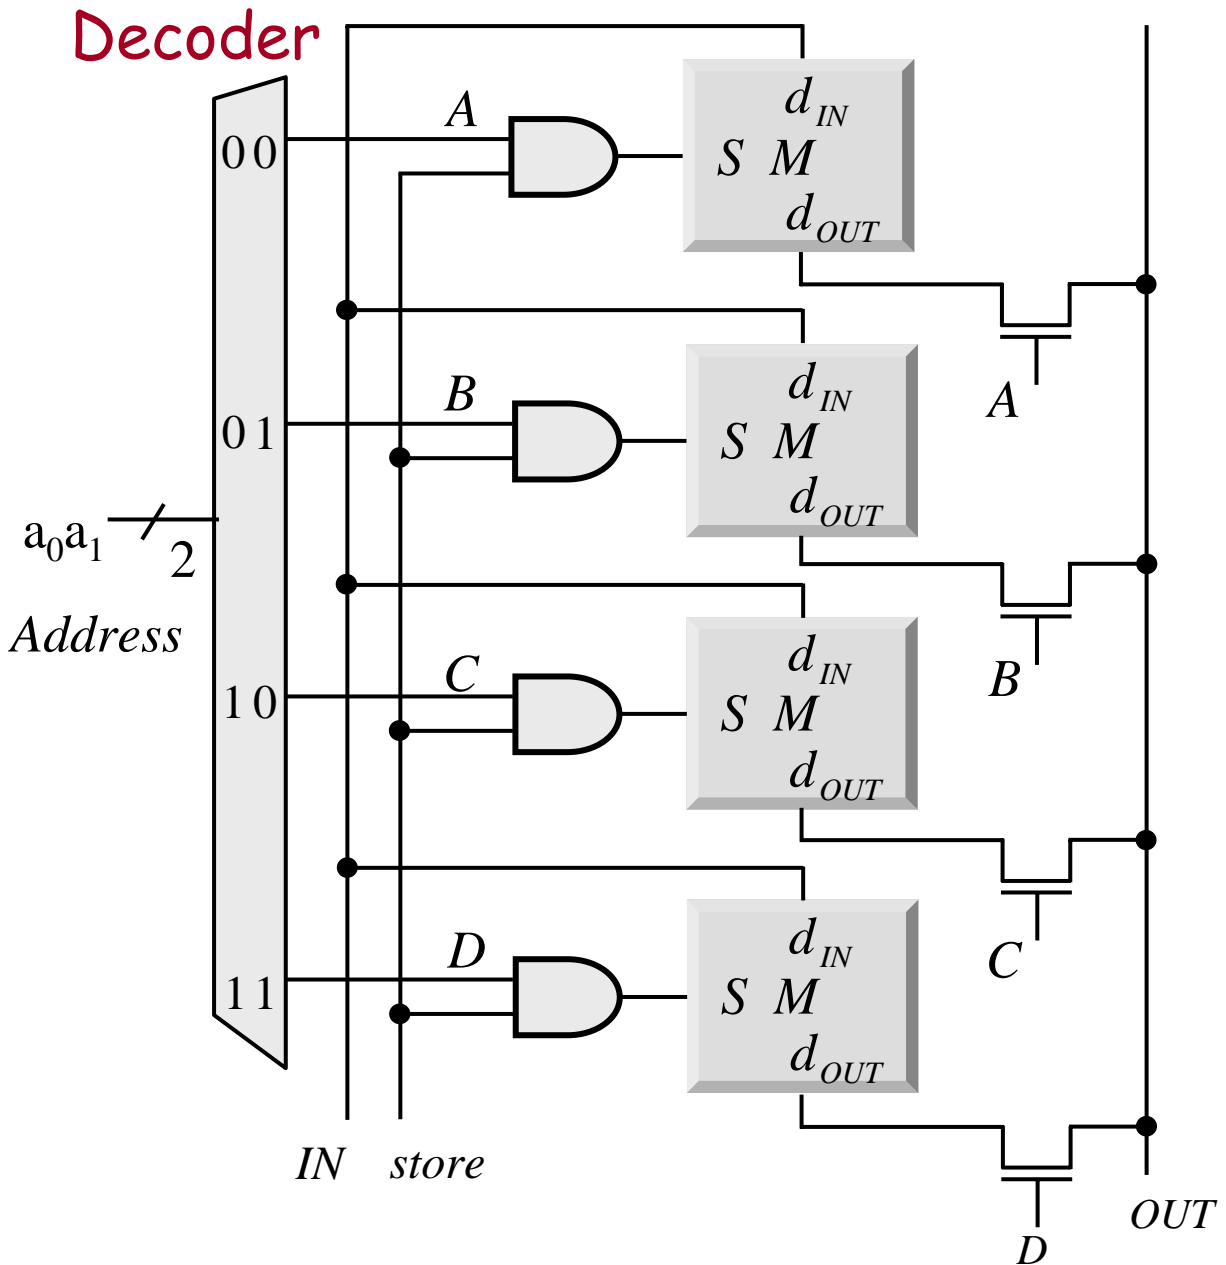 Decoder
d_IN
A
00
S M
d_OUT
A
d_IN
B
01
S M
d_OUT
a₀a₁
2
Address
B
d_IN
C
10
S M
d_OUT
C
d_IN
D
11
S M
d_OUT
IN store
OUT
D